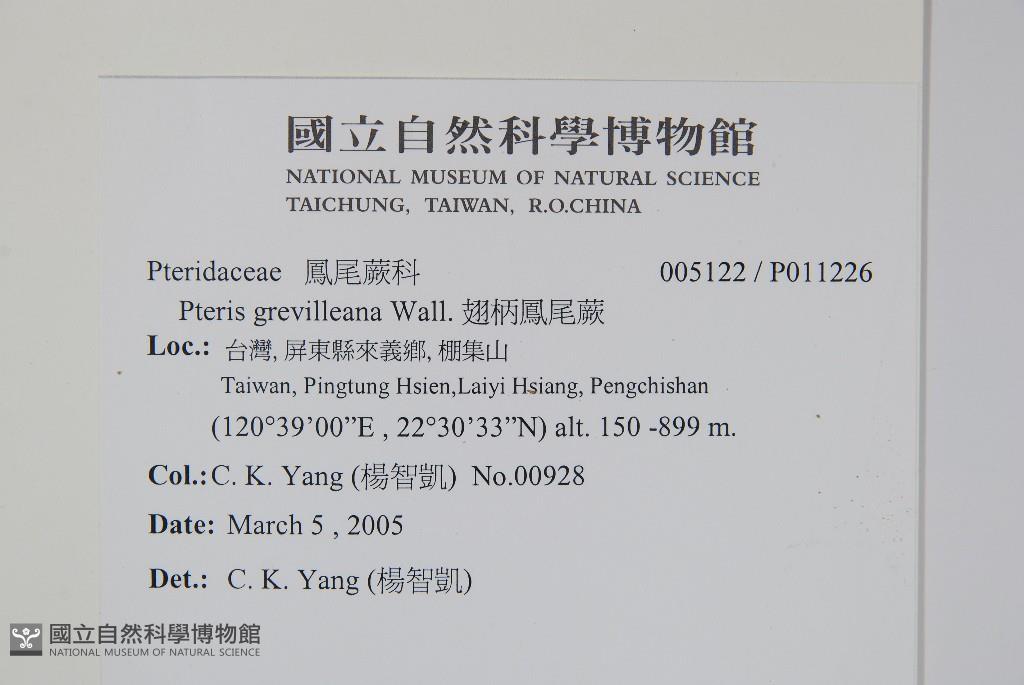 國立自然科學博物館
NATIONAL MUSEUM OF NATURAL SCIENCE
TAICHUNG, TAIWAN, R.O.CHINA
Pteridaceae 鳳尾蕨科 005122 / P011226
Pteris grevilleana Wall. 翅柄鳳尾蕨
Loc.: 台灣, 屏東縣來義鄉, 棚集山
Taiwan, Pingtung Hsien,Laiyi Hsiang, Pengchishan
(120°39’00”E , 22°30’33”N) alt. 150 -899 m.
Col.: C. K. Yang (楊智凱) No.00928
Date: March 5 , 2005
Det.: C. K. Yang (楊智凱)
國立自然科學博物館
NATIONAL MUSEUM OF NATURAL SCIENCE